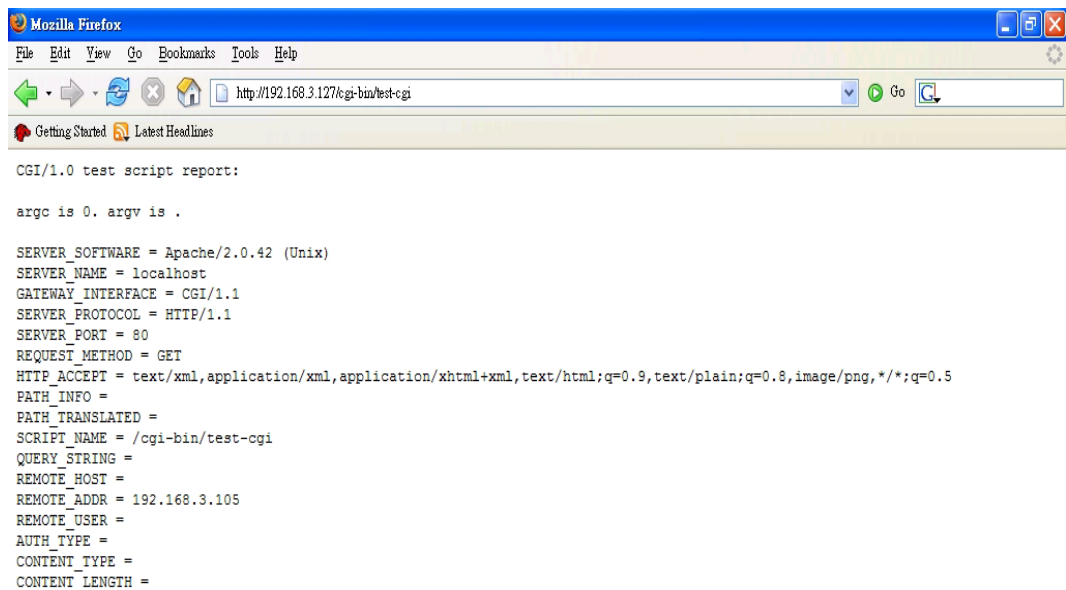 Mozilla Firefox
File Edit View Go Bookmarks Tools Help
http://192.168.3.127/cgi-bin/test-cgi Go G
Getting Started Latest Headlines
CGI/1.0 test script report:
argc is 0. argv is .
SERVER_SOFTWARE = Apache/2.0.42 (Unix)
SERVER_NAME = localhost
GATEWAY_INTERFACE = CGI/1.1
SERVER_PROTOCOL = HTTP/1.1
SERVER_PORT = 80
REQUEST_METHOD = GET
HTTP_ACCEPT = text/xml,application/xml,application/xhtml+xml,text/html;q=0.9,text/plain;q=0.8,image/png,*/*;q=0.5
PATH_INFO =
PATH_TRANSLATED =
SCRIPT_NAME = /cgi-bin/test-cgi
QUERY_STRING =
REMOTE_HOST =
REMOTE_ADDR = 192.168.3.105
REMOTE_USER =
AUTH_TYPE =
CONTENT_TYPE =
CONTENT_LENGTH =